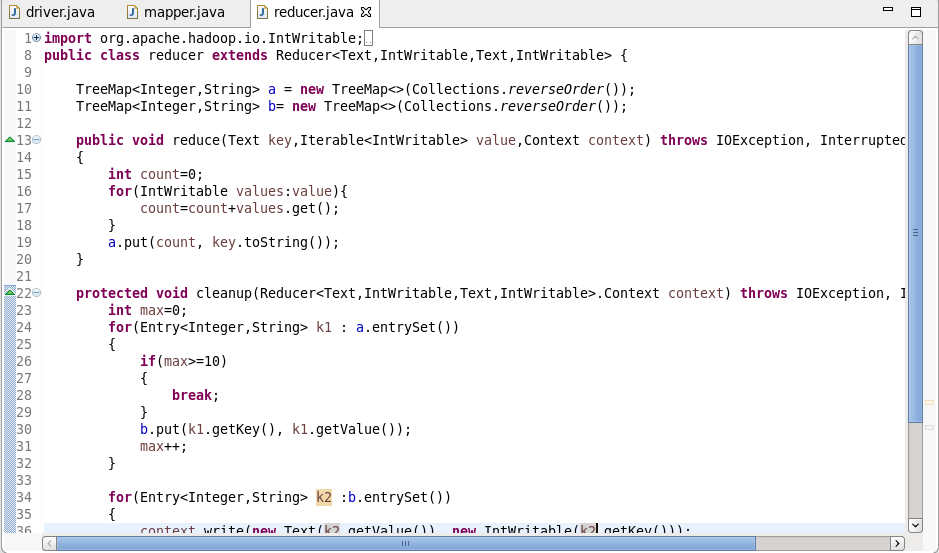 driver.java mapper.java reducer.java
1 import org.apache.hadoop.io.IntWritable;
8 public class reducer extends Reducer<Text,IntWritable,Text,IntWritable> {
9
10 TreeMap<Integer,String> a = new TreeMap<>(Collections.reverseOrder());
11 TreeMap<Integer,String> b= new TreeMap<>(Collections.reverseOrder());
12
13 public void reduce(Text key,Iterable<IntWritable> value,Context context) throws IOException, Interrupted
14 {
15 int count=0;
16 for(IntWritable values:value){
17 count=count+values.get();
18 }
19 a.put(count, key.toString());
20 }
21
22 protected void cleanup(Reducer<Text,IntWritable,Text,IntWritable>.Context context) throws IOException, I
23 int max=0;
24 for(Entry<Integer,String> k1 : a.entrySet())
25 {
26 if(max>=10)
27 {
28 break;
29 }
30 b.put(k1.getKey(), k1.getValue());
31 max++;
32 }
33
34 for(Entry<Integer,String> k2 :b.entrySet())
35 {
36 context.write(new Text(k2.getValue()), new IntWritable(k2.getKey()));